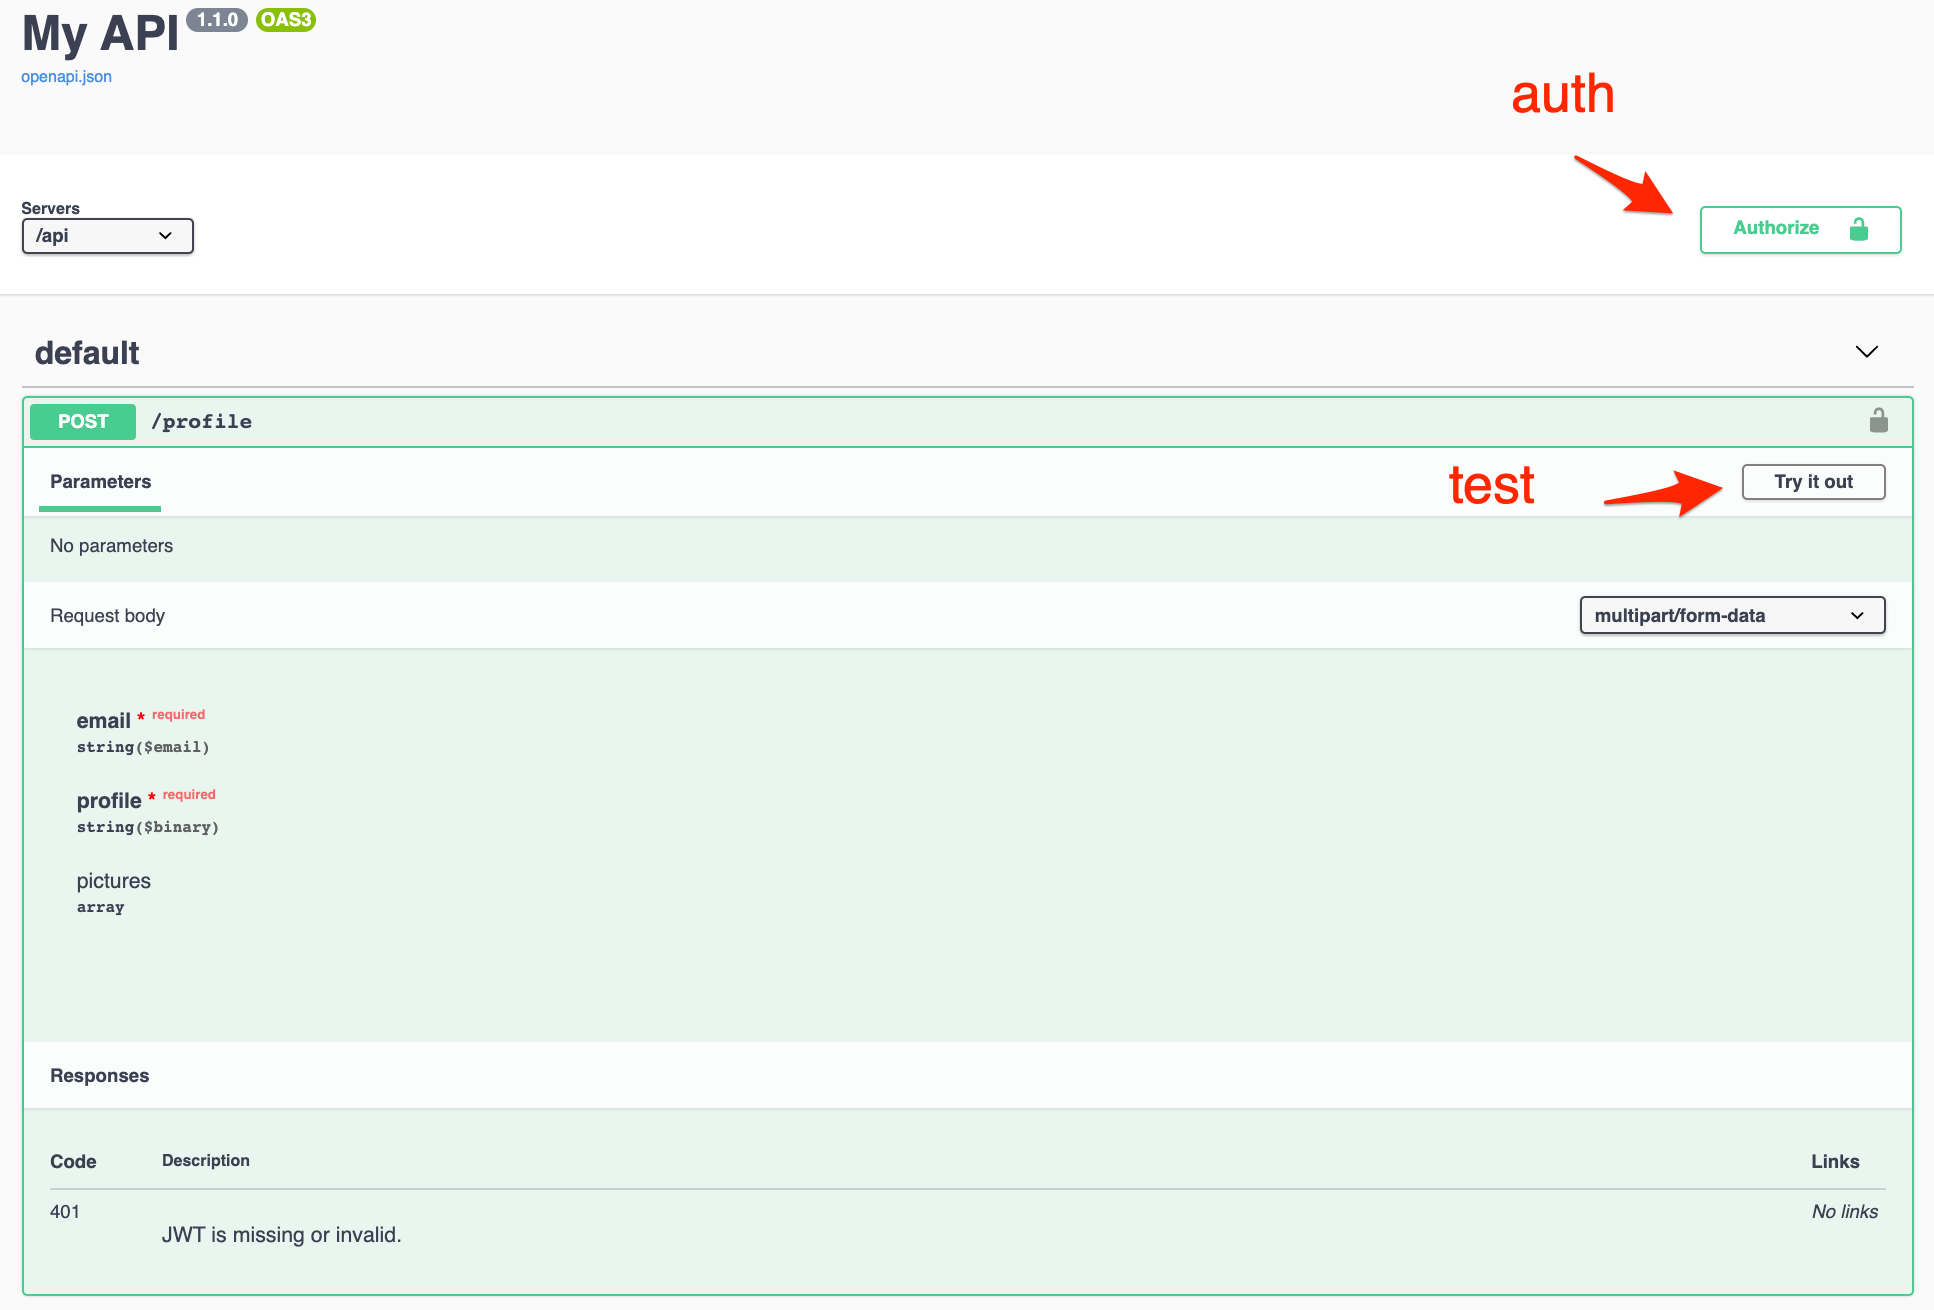 My API 1.1.0 OAS3
openapi.json
auth
Servers
/api
Authorize
default
POST /profile
Parameters
test
Try it out
No parameters
Request body
multipart/form-data
email * required
string($email)
profile * required
string($binary)
pictures
array
Responses
Code Description Links
401 No links
JWT is missing or invalid.